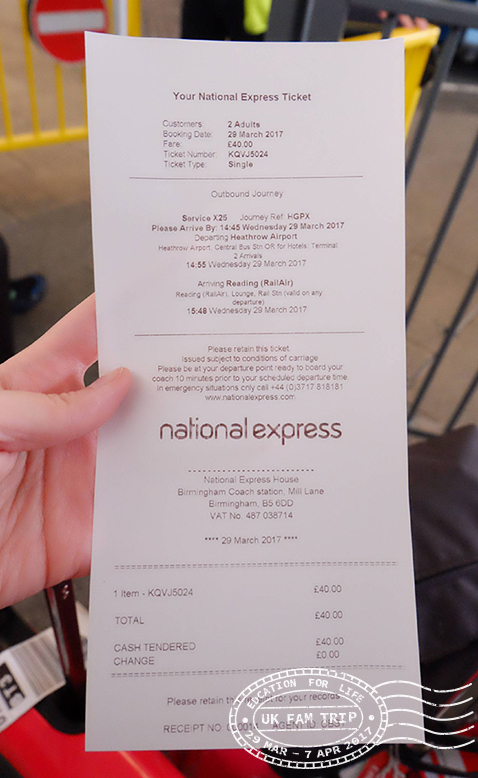 Your National Express Ticket
Customers: 2 Adults
Booking Date: 29 March 2017
Fare: £40.00
Ticket Number: KQVJ5024
Ticket Type: Single
Outbound Journey
Service X25 Journey Ref HGPX
Please Arrive By: 14:45 Wednesday 29 March 2017
Departing Heathrow Airport
Heathrow Airport, Central Bus Stn OR for Hotels: Terminal
2 Arrivals
14:55 Wednesday 29 March 2017
Arriving Reading (RailAir)
Reading (RailAir), Lounge, Rail Stn (valid on any
departure)
15:48 Wednesday 29 March 2017
Please retain this ticket
Issued subject to conditions of carriage
Please be at your departure point ready to board your
coach 10 minutes prior to your scheduled departure time
In emergency situations only call +44 (0)3717 818181
www.nationalexpress.com
national express
National Express House
Birmingham Coach station, Mill Lane
Birmingham, B5 6DD
VAT No. 487 038714
**** 29 March 2017 ****
1 Item - KQVJ5024 £40.00
TOTAL £40.00
CASH TENDERED £40.00
CHANGE £0.00
Please retain for your records
RECEIPT NO AGENT ID
EDUCATION FOR LIFE
UK FAM TRIP
29 MAR - 7 APR 2017